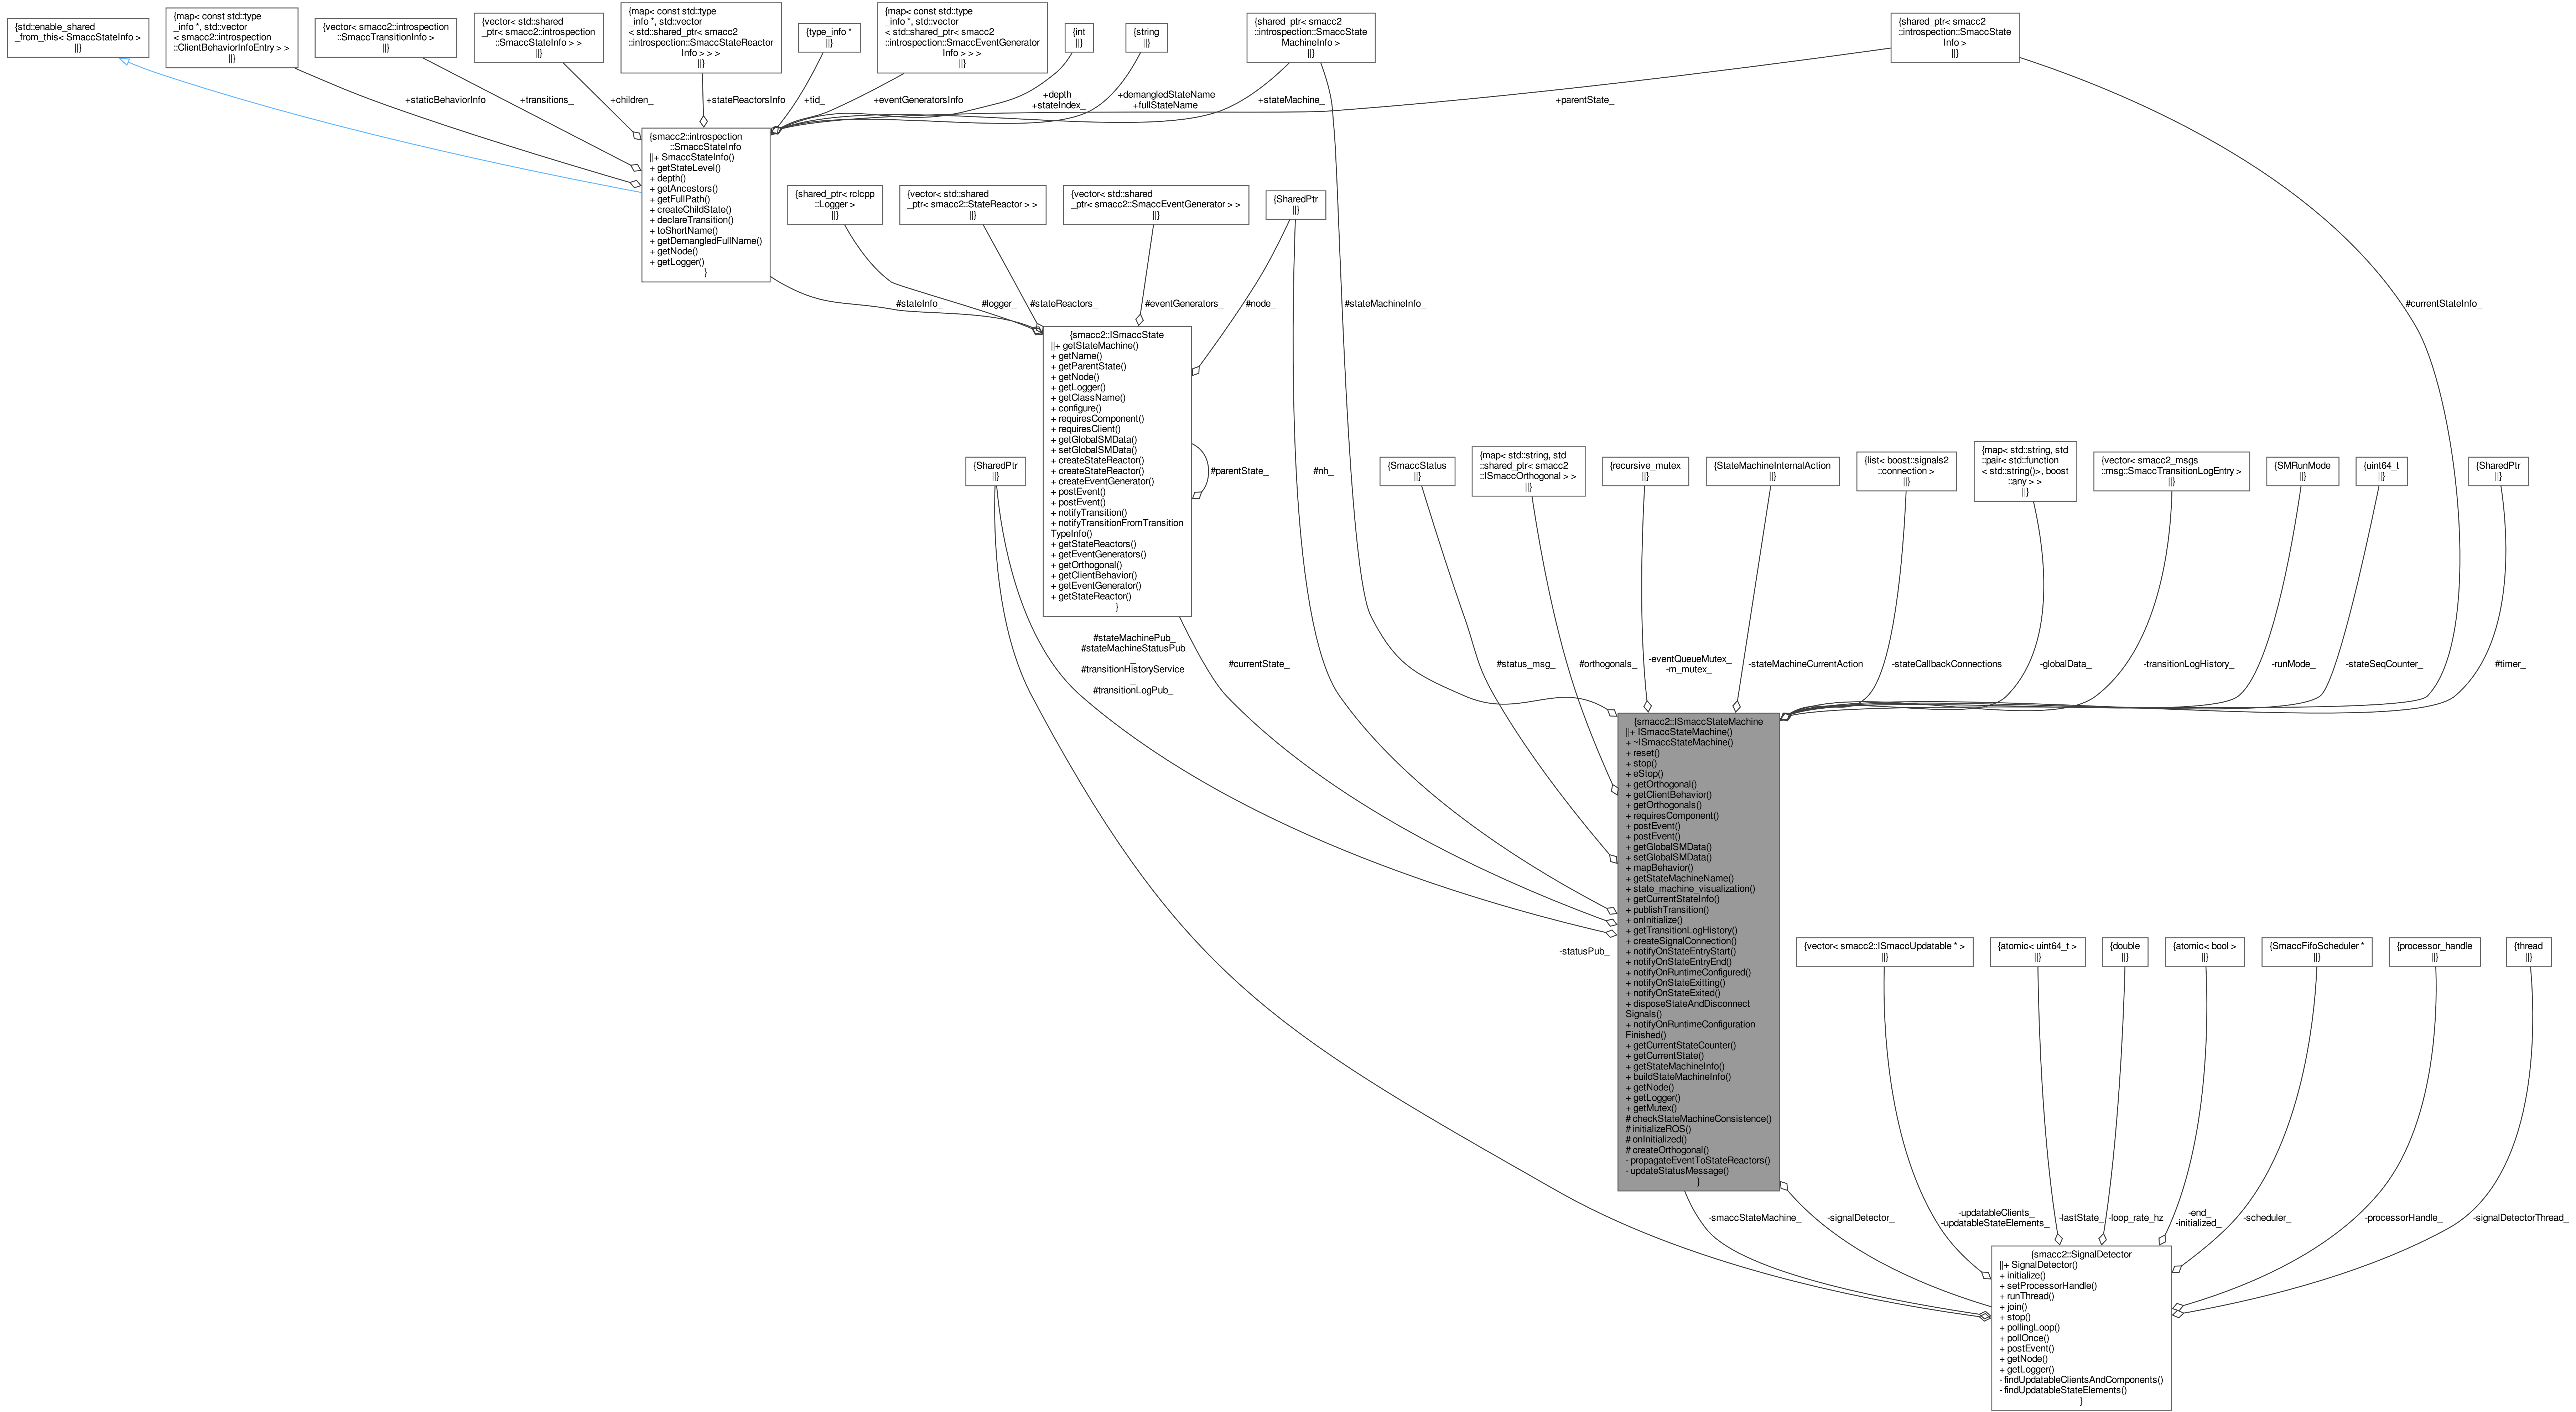 {std::enable_shared
_from_this< SmaccStateInfo >
||}
{map< const std::type
_info *, std::vector
< smacc2::introspection
::ClientBehaviorInfoEntry > >
||}
{vector< smacc2::introspection
::SmaccTransitionInfo >
||}
{vector< std::shared
_ptr< smacc2::introspection
::SmaccStateInfo > >
||}
{map< const std::type
_info *, std::vector
< std::shared_ptr< smacc2
::introspection::SmaccStateReactor
Info > > >
||}
{type_info *
||}
{map< const std::type
_info *, std::vector
< std::shared_ptr< smacc2
::introspection::SmaccEventGenerator
Info > > >
||}
{int
||}
{string
||}
{shared_ptr< smacc2
::introspection::SmaccState
MachineInfo >
||}
{shared_ptr< smacc2
::introspection::SmaccState
Info >
||}
+staticBehaviorInfo
+transitions_
+children_
+stateReactorsInfo
+tid_
+eventGeneratorsInfo
+depth_
+stateIndex_
+demangledStateName
+fullStateName
+stateMachine_
+parentState_
{smacc2::introspection
::SmaccStateInfo
||+ SmaccStateInfo()
+ getStateLevel()
+ depth()
+ getAncestors()
+ getFullPath()
+ createChildState()
+ declareTransition()
+ toShortName()
+ getDemangledFullName()
+ getNode()
+ getLogger()
}
{shared_ptr< rclcpp
::Logger >
||}
{vector< std::shared
_ptr< smacc2::StateReactor > >
||}
{vector< std::shared
_ptr< smacc2::SmaccEventGenerator > >
||}
{SharedPtr
||}
#stateInfo_
#logger_
#stateReactors_
#eventGenerators_
#node_
#stateMachineInfo_
#currentStateInfo_
{smacc2::ISmaccState
||+ getStateMachine()
+ getName()
+ getParentState()
+ getNode()
+ getLogger()
+ getClassName()
+ configure()
+ requiresComponent()
+ requiresClient()
+ getGlobalSMData()
+ setGlobalSMData()
+ createStateReactor()
+ createStateReactor()
+ createEventGenerator()
+ postEvent()
+ postEvent()
+ notifyTransition()
+ notifyTransitionFromTransition
TypeInfo()
+ getStateReactors()
+ getEventGenerators()
+ getOrthogonal()
+ getClientBehavior()
+ getEventGenerator()
+ getStateReactor()
}
#parentState_
#nh_
{SharedPtr
||}
{SmaccStatus
||}
{map< std::string, std
::shared_ptr< smacc2
::ISmaccOrthogonal > >
||}
{recursive_mutex
||}
{StateMachineInternalAction
||}
{list< boost::signals2
::connection >
||}
{map< std::string, std
::pair< std::function
< std::string()>, boost
::any > >
||}
{vector< smacc2_msgs
::msg::SmaccTransitionLogEntry >
||}
{SMRunMode
||}
{uint64_t
||}
{SharedPtr
||}
#stateMachinePub_
#stateMachineStatusPub
_
#transitionHistoryService
_
#transitionLogPub_
#currentState_
#status_msg_
#orthogonals_
-eventQueueMutex_
-m_mutex_
-stateMachineCurrentAction
-stateCallbackConnections
-globalData_
-transitionLogHistory_
-runMode_
-stateSeqCounter_
#timer_
{smacc2::ISmaccStateMachine
||+ ISmaccStateMachine()
+ ~ISmaccStateMachine()
+ reset()
+ stop()
+ eStop()
+ getOrthogonal()
+ getClientBehavior()
+ getOrthogonals()
+ requiresComponent()
+ postEvent()
+ postEvent()
+ getGlobalSMData()
+ setGlobalSMData()
+ mapBehavior()
+ getStateMachineName()
+ state_machine_visualization()
+ getCurrentStateInfo()
+ publishTransition()
+ onInitialize()
+ getTransitionLogHistory()
+ createSignalConnection()
+ notifyOnStateEntryStart()
+ notifyOnStateEntryEnd()
+ notifyOnRuntimeConfigured()
+ notifyOnStateExitting()
+ notifyOnStateExited()
+ disposeStateAndDisconnect
Signals()
+ notifyOnRuntimeConfiguration
Finished()
+ getCurrentStateCounter()
+ getCurrentState()
+ getStateMachineInfo()
+ buildStateMachineInfo()
+ getNode()
+ getLogger()
+ getMutex()
# checkStateMachineConsistence()
# initializeROS()
# onInitialized()
# createOrthogonal()
- propagateEventToStateReactors()
- updateStatusMessage()
}
-statusPub_
{vector< smacc2::ISmaccUpdatable * >
||}
{atomic< uint64_t >
||}
{double
||}
{atomic< bool >
||}
{SmaccFifoScheduler *
||}
{processor_handle
||}
{thread
||}
-smaccStateMachine_
-signalDetector_
-updatableClients_
-updatableStateElements_
-lastState_
-loop_rate_hz
-end_
-initialized_
-scheduler_
-processorHandle_
-signalDetectorThread_
{smacc2::SignalDetector
||+ SignalDetector()
+ initialize()
+ setProcessorHandle()
+ runThread()
+ join()
+ stop()
+ pollingLoop()
+ pollOnce()
+ postEvent()
+ getNode()
+ getLogger()
- findUpdatableClientsAndComponents()
- findUpdatableStateElements()
}